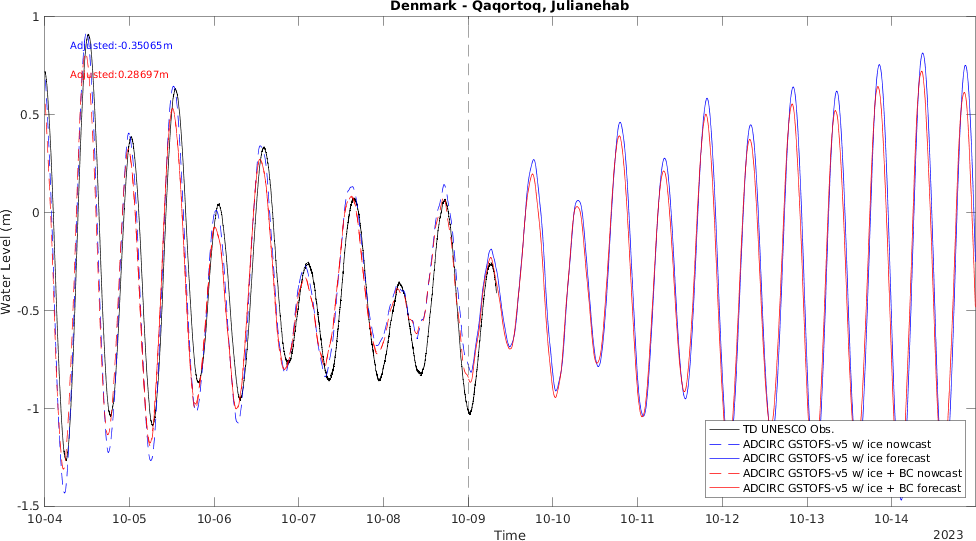 Denmark - Qaqortoq, Julianehab
Adjusted:-0.35065m
Adjusted:0.28697m
Water Level (m)
1
0.5
0
-0.5
-1
-1.5
10-04 10-05 10-06 10-07 10-08 10-09 10-10 10-11 10-12 10-13 10-14
Time
2023
TD UNESCO Obs.
ADCIRC GSTOFS-v5 w/ ice nowcast
ADCIRC GSTOFS-v5 w/ ice forecast
ADCIRC GSTOFS-v5 w/ ice + BC nowcast
ADCIRC GSTOFS-v5 w/ ice + BC forecast